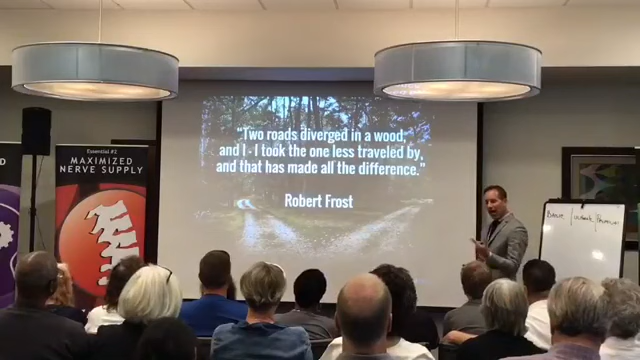 Essential #2
MAXIMIZED
NERVE SUPPLY
"Two roads diverged in a wood,
and I - I took the one less traveled by,
and that has made all the difference."
Robert Frost